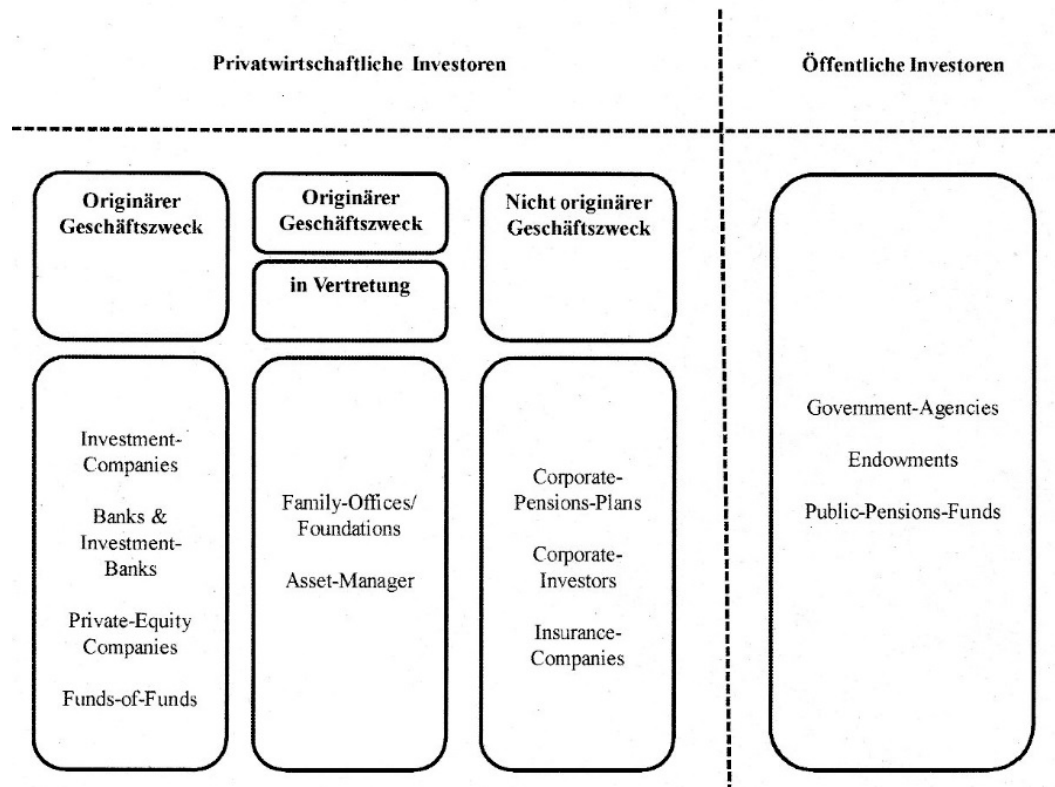 Privatwirtschaftliche Investoren
Öffentliche Investoren
Originärer
Geschäftszweck
Originärer
Geschäftszweck
in Vertretung
Nicht originärer
Geschäftszweck
Investment-
Companies
Banks &
Investment-
Banks
Private-Equity
Companies
Funds-of-Funds
Family-Offices/
Foundations
Asset-Manager
Corporate-
Pensions-Plans
Corporate-
Investors
Insurance-
Companies
Government-Agencies
Endowments
Public-Pensions-Funds